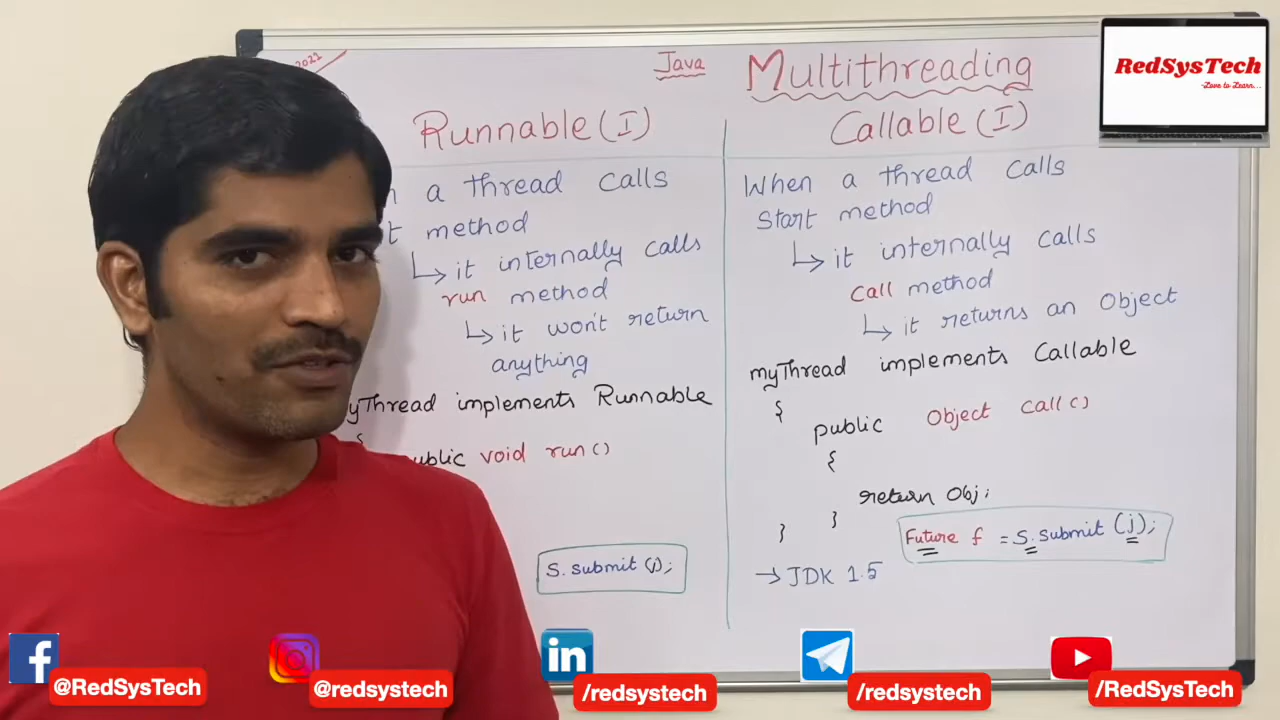 2022
Java Multithreading
RedSysTech
-Love to Learn...
Runnable (I)
a thread calls
method
↳ it internally calls
run method
↳ it won't return
anything
yThread implements Runnable
{
ublic void run()
S.submit(j);
Callable (I)
When a thread calls
Start method
↳ it internally calls
call method
↳ it returns an Object
myThread implements Callable
{
public Object call()
{
return obj;
}
}
Future f = S.submit(j);
→ JDK 1.5
@RedSysTech
@redsystech
in
/redsystech
/redsystech
/RedSysTech